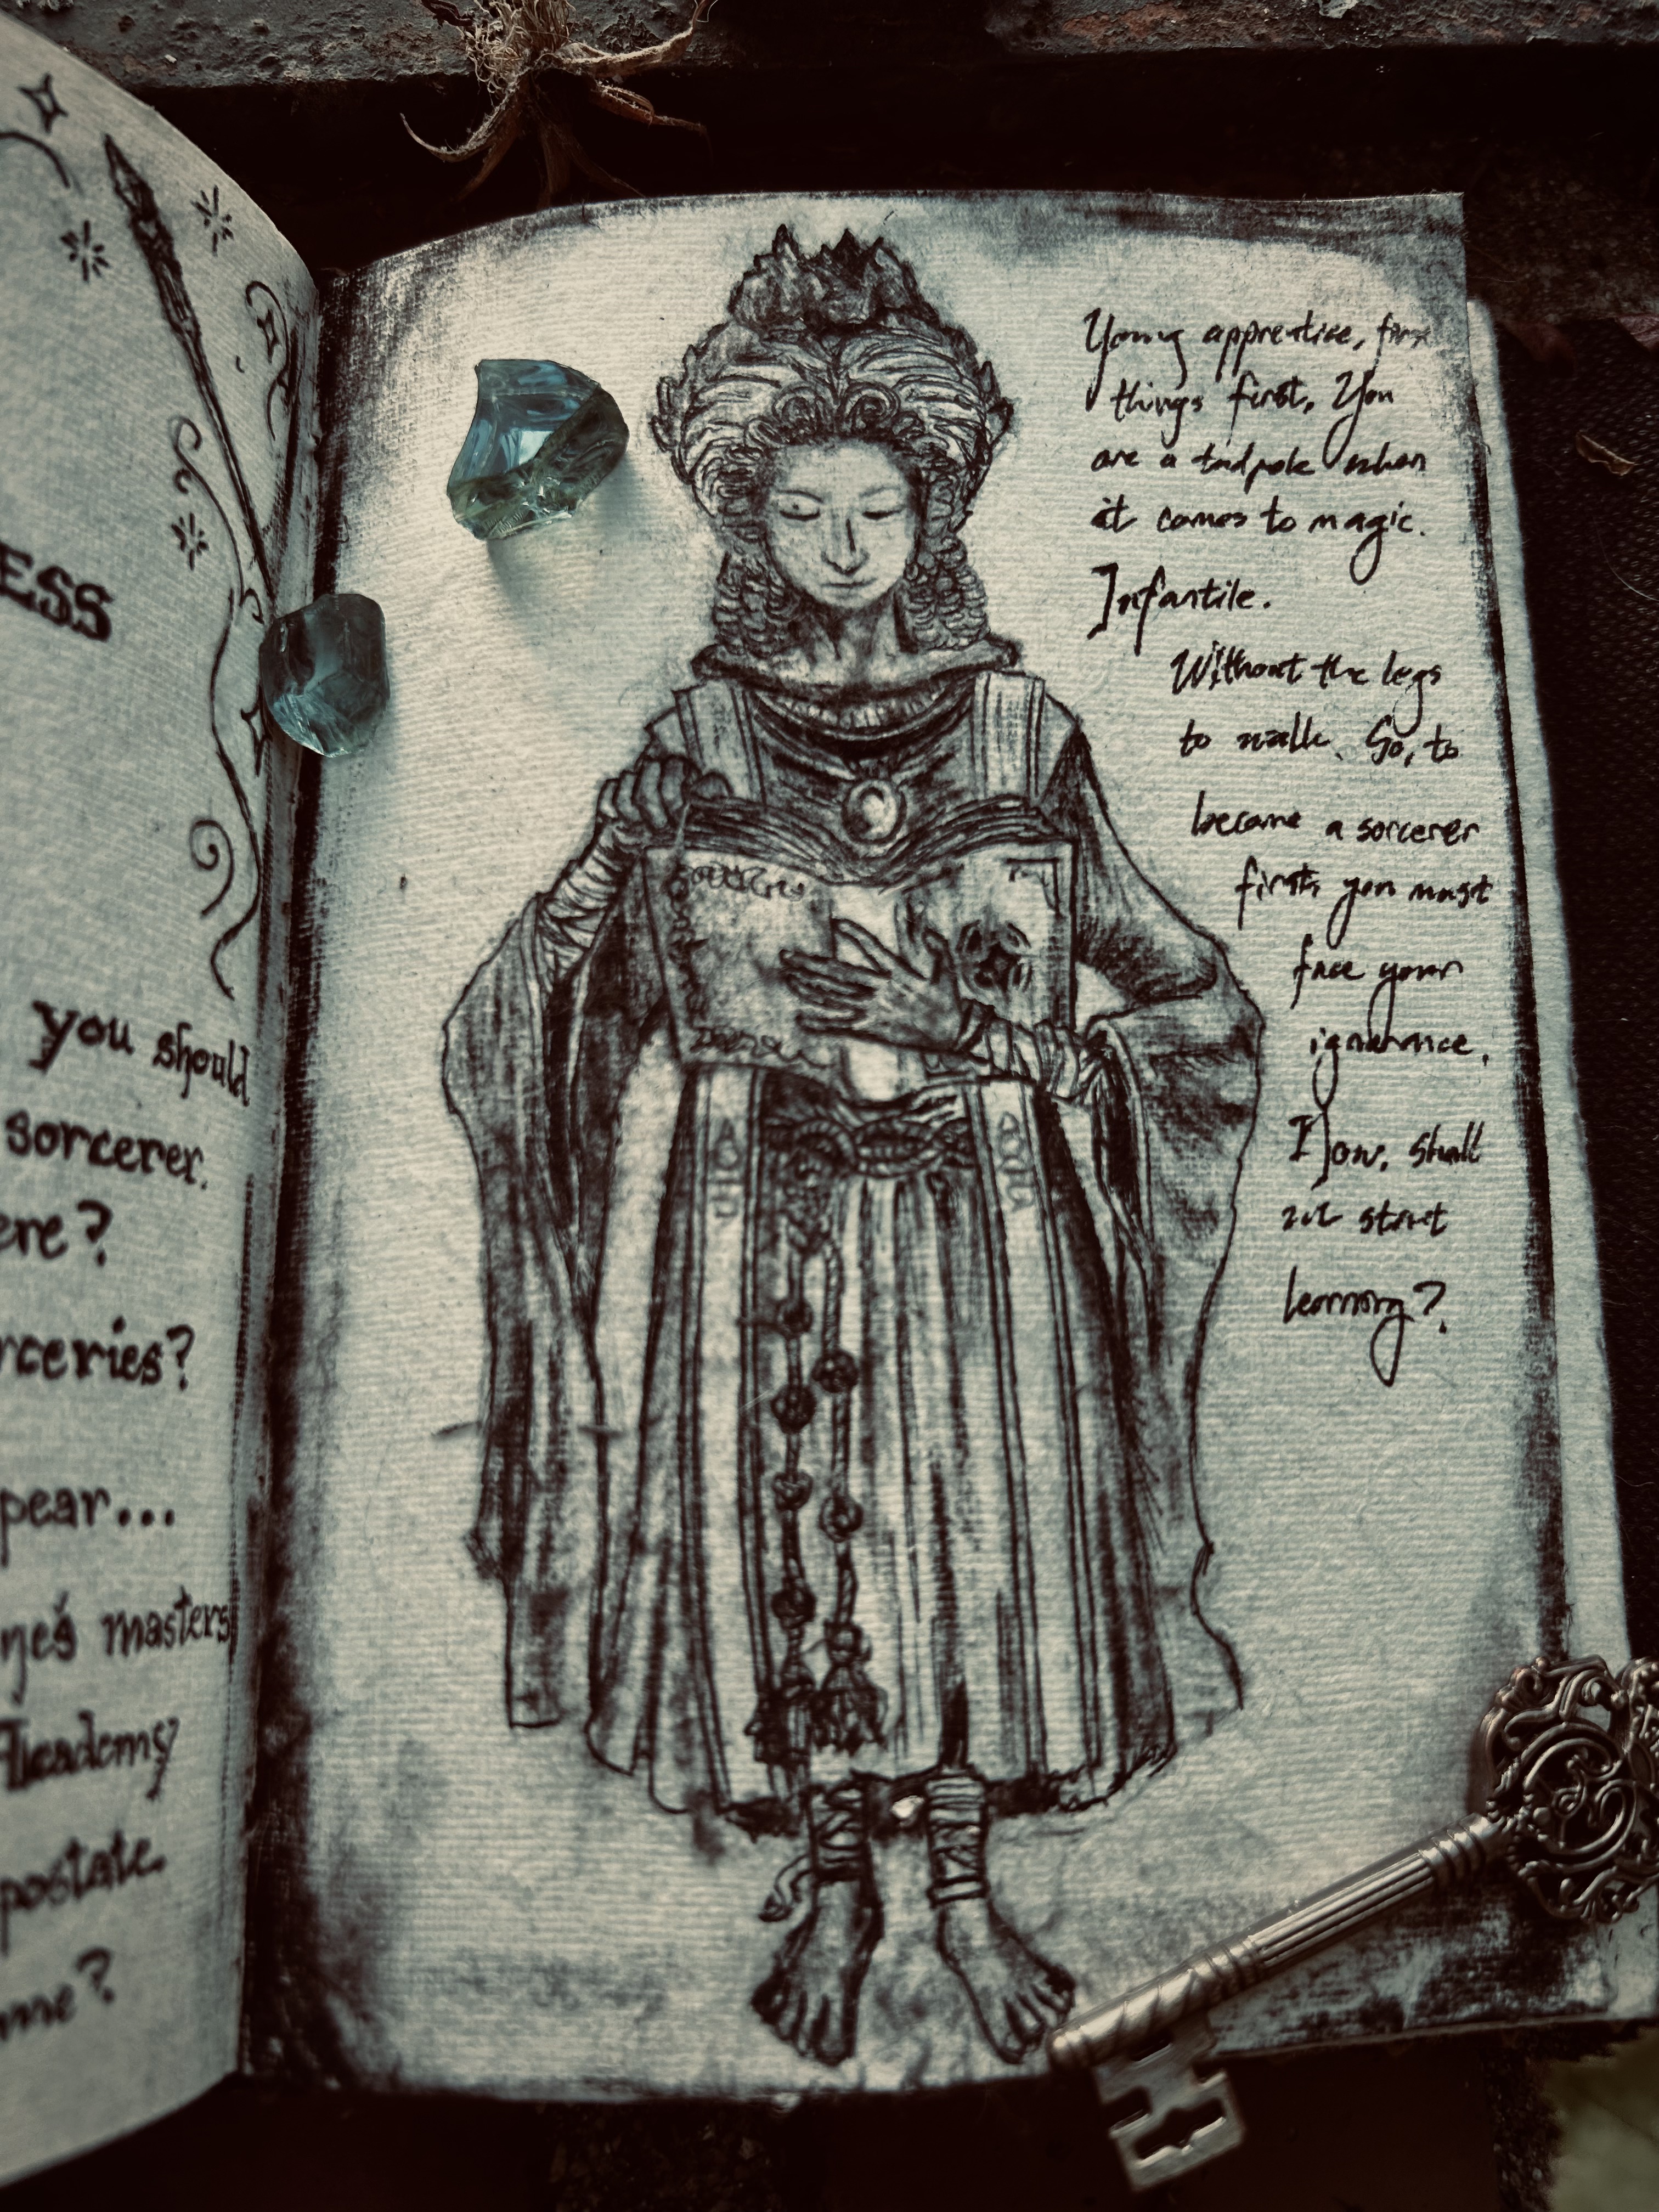 ESS
you should
sorcerer.
ere?
rceries?
pear...
ne's masters
Academy
postate
me?
Young apprentice, first
things first, You
are a tadpole when
it comes to magic.
Infantile.
Without the legs
to walk. So, to
become a sorcerer
first, you must
face your
ignorance.
Now, shall
we start
learning?